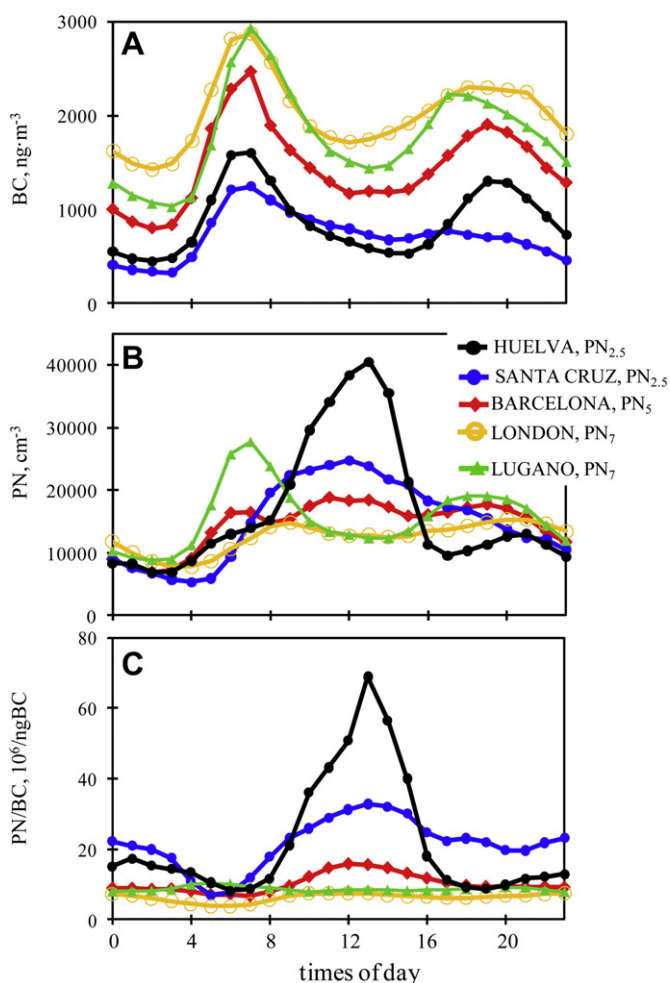 A
BC, ng·m-3
3000
2000
1000
0
B
PN, cm-3
40000
30000
20000
10000
0
HUELVA, PN2.5
SANTA CRUZ, PN2.5
BARCELONA, PN5
LONDON, PN7
LUGANO, PN7
C
PN/BC, 10^6/ngBC
80
60
40
20
0
0 4 8 12 16 20
times of day